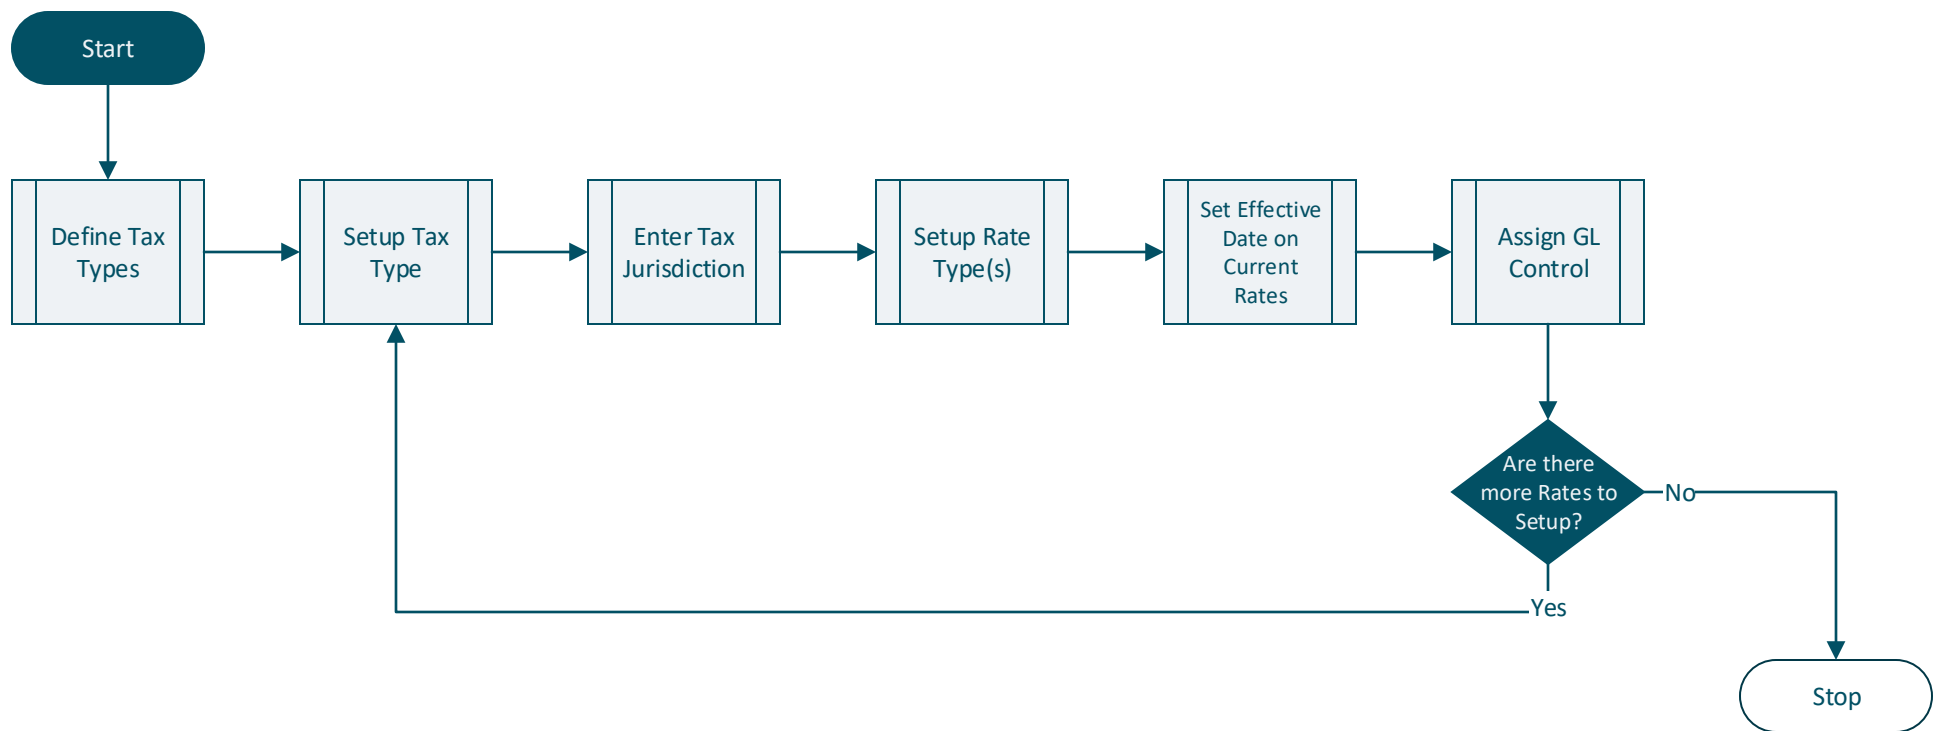 Start
Define Tax
Types
Setup Tax
Type
Enter Tax
Jurisdiction
Setup Rate
Type(s)
Set Effective
Date on
Current
Rates
Assign GL
Control
Are there
more Rates to
Setup?
No
Yes
Stop